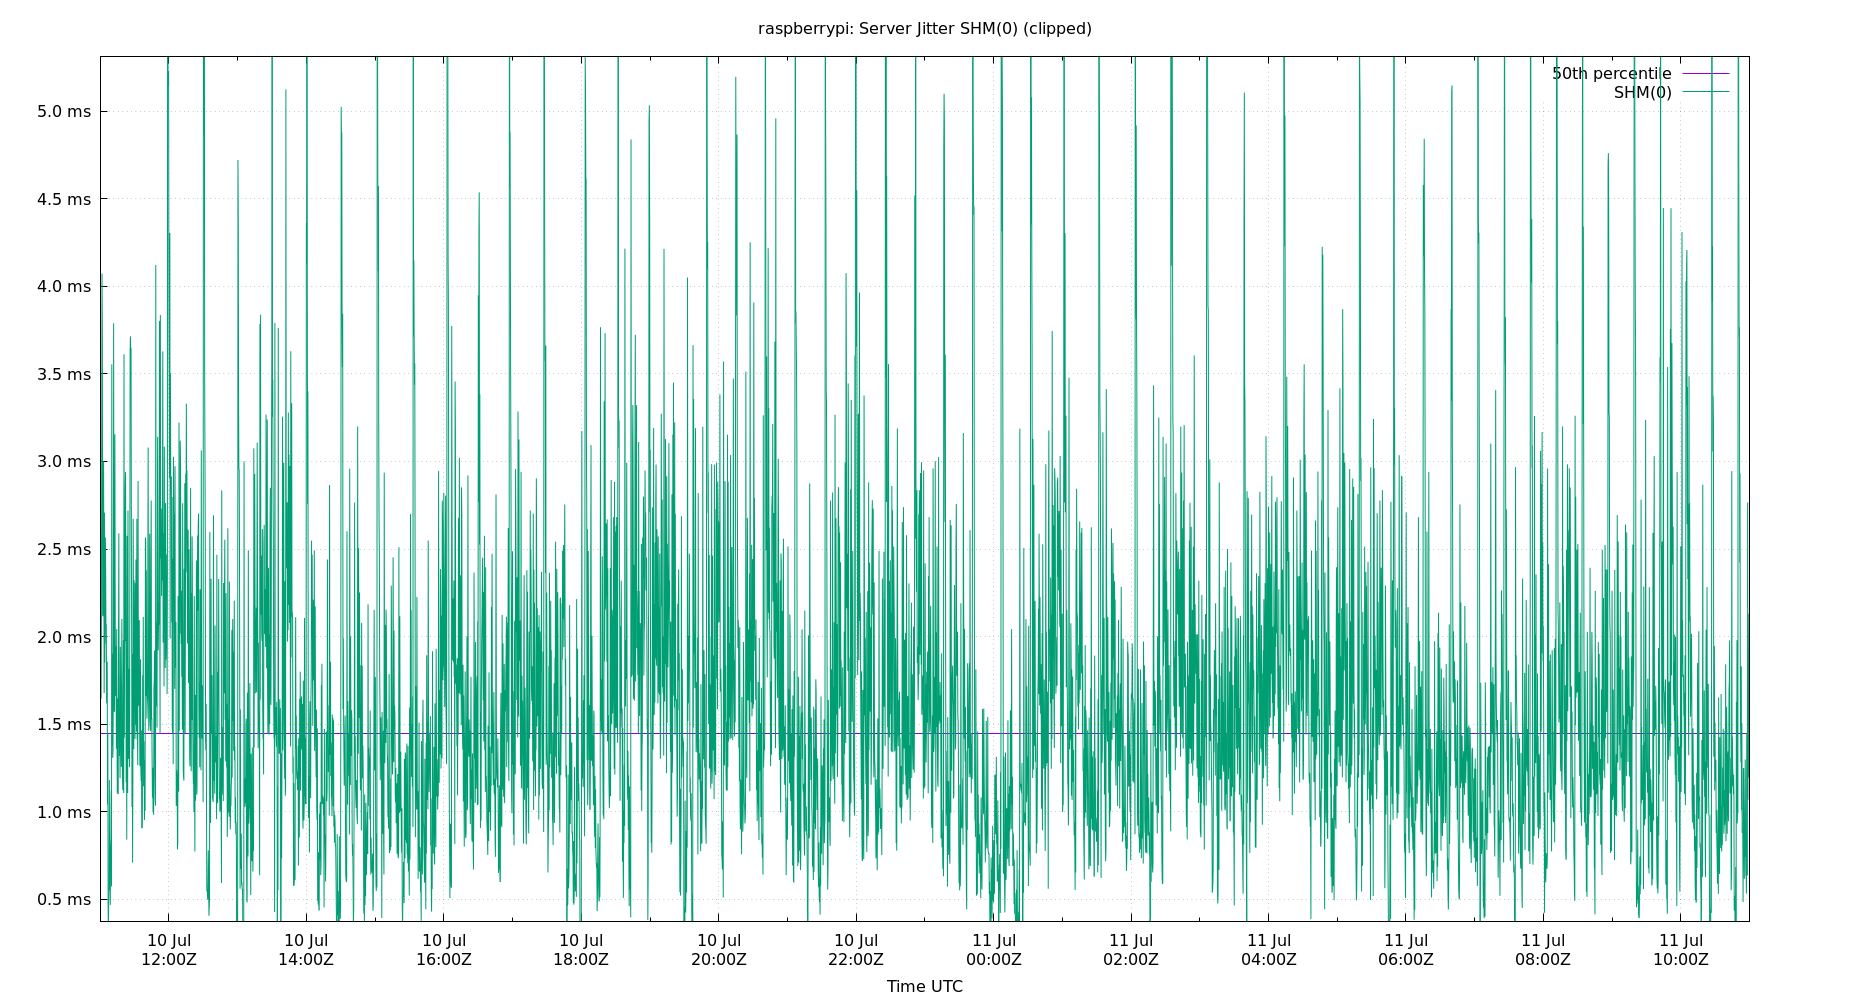 raspberrypi: Server Jitter SHM(0) (clipped)
50th percentile
SHM(0)
5.0 ms
4.5 ms
4.0 ms
3.5 ms
3.0 ms
2.5 ms
2.0 ms
1.5 ms
1.0 ms
0.5 ms
10 Jul 10 Jul 10 Jul 10 Jul 10 Jul 10 Jul 11 Jul 11 Jul 11 Jul 11 Jul 11 Jul 11 Jul
12:00Z 14:00Z 16:00Z 18:00Z 20:00Z 22:00Z 00:00Z 02:00Z 04:00Z 06:00Z 08:00Z 10:00Z
Time UTC